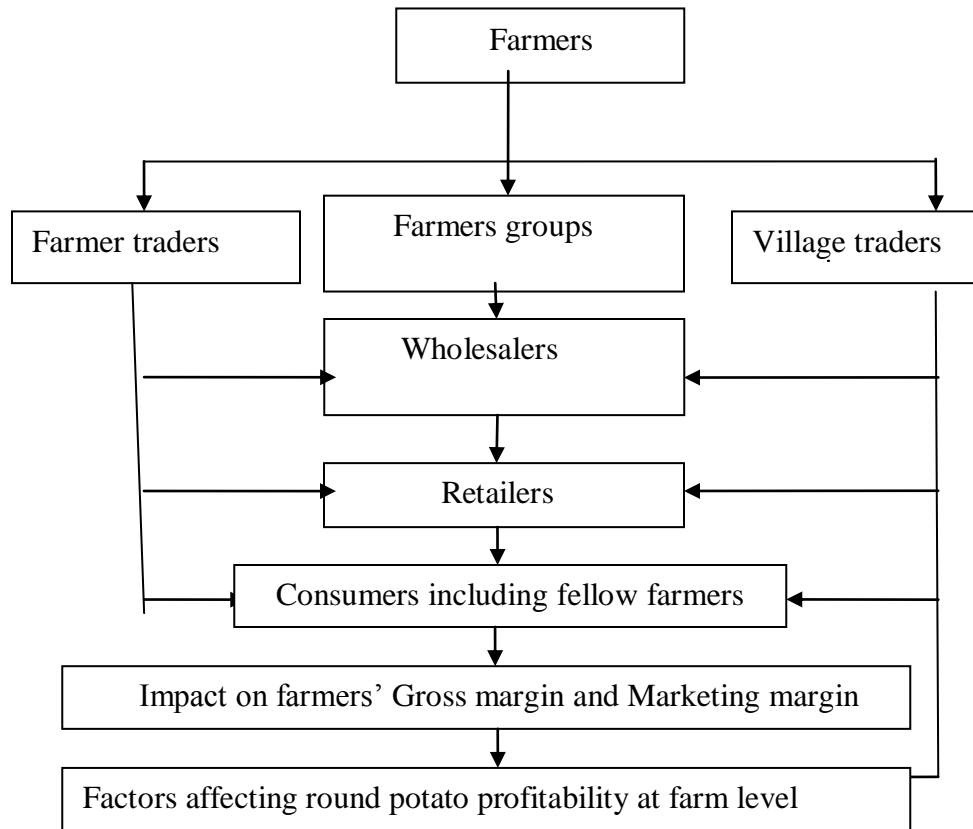 Farmers
Farmer traders
Farmers groups
Village traders
Wholesalers
Retailers
Consumers including fellow farmers
Impact on farmers’ Gross margin and Marketing margin
Factors affecting round potato profitability at farm level